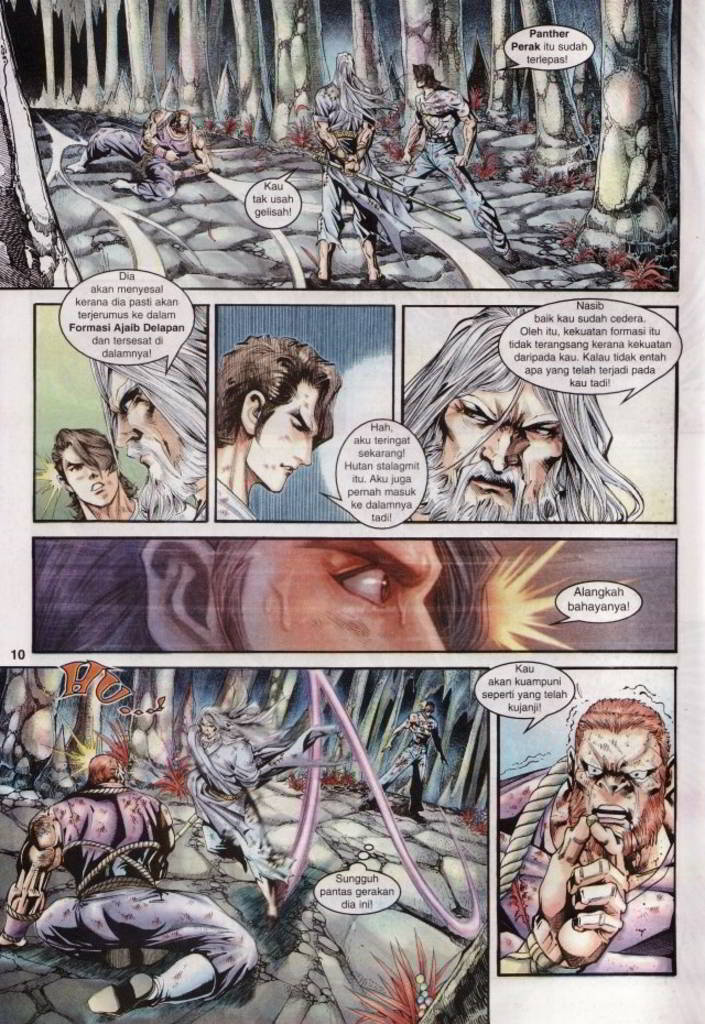 Panther
Perak itu sudah
terlepas!
Kau
tak usah
gelisah!
Dia
akan menyesal
kerana dia pasti akan
terjerumus ke dalam
Formasi Ajaib Delapan
dan tersesat di
dalamnya!
Hah,
aku teringat
sekarang!
Hutan stalagmit
itu. Aku juga
pernah masuk
ke dalamnya
tadi!
Nasib
baik kau sudah cedera.
Oleh itu, kekuatan formasi itu
tidak terangsang kerana kekuatan
daripada kau. Kalau tidak entah
apa yang telah terjadi pada
kau tadi!
Alangkah
bahayanya!
10
HU...
Sungguh
pantas gerakan
dia ini!
Kau
akan kuampuni
seperti yang telah
kujanji!